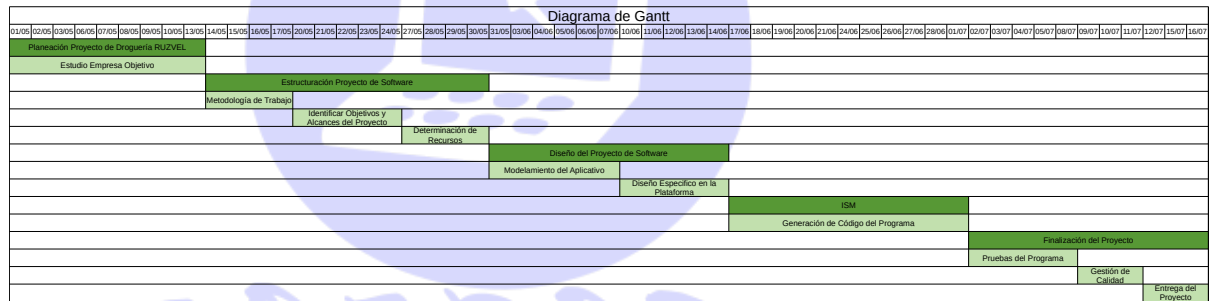 Diagrama de Gantt
01/05 02/05 03/05 06/05 07/05 08/05 09/05 10/05 13/05 14/05 15/05 16/05 17/05 20/05 21/05 22/05 23/05 24/05 27/05 28/05 29/05 30/05 31/05 03/06 04/06 05/06 06/06 07/06 10/06 11/06 12/06 13/06 14/06 17/06 18/06 19/06 20/06 21/06 24/06 25/06 26/06 27/06 28/06 01/07 02/07 03/07 04/07 05/07 08/07 09/07 10/07 11/07 12/07 15/07 16/07
Planeación Proyecto de Droguería RUZVEL
Estudio Empresa Objetivo
Estructuración Proyecto de Software
Metodología de Trabajo
Identificar Objetivos y
Alcances del Proyecto
Determinación de
Recursos
Diseño del Proyecto de Software
Modelamiento del Aplicativo
Diseño Especifico en la
Plataforma
ISM
Generación de Código del Programa
Finalización del Proyecto
Pruebas del Programa
Gestión de
Calidad
Entrega del
Proyecto